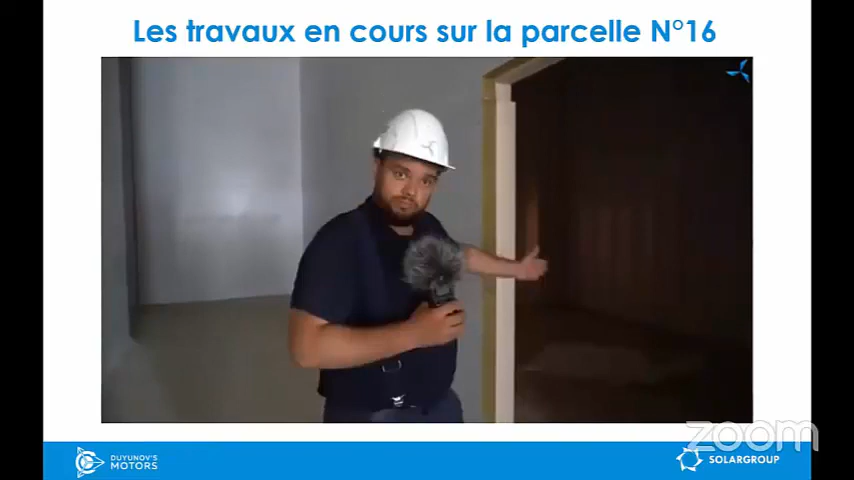 Les travaux en cours sur la parcelle N°16
zoom
DUYUNOV'S
MOTORS
SOLARGROUP